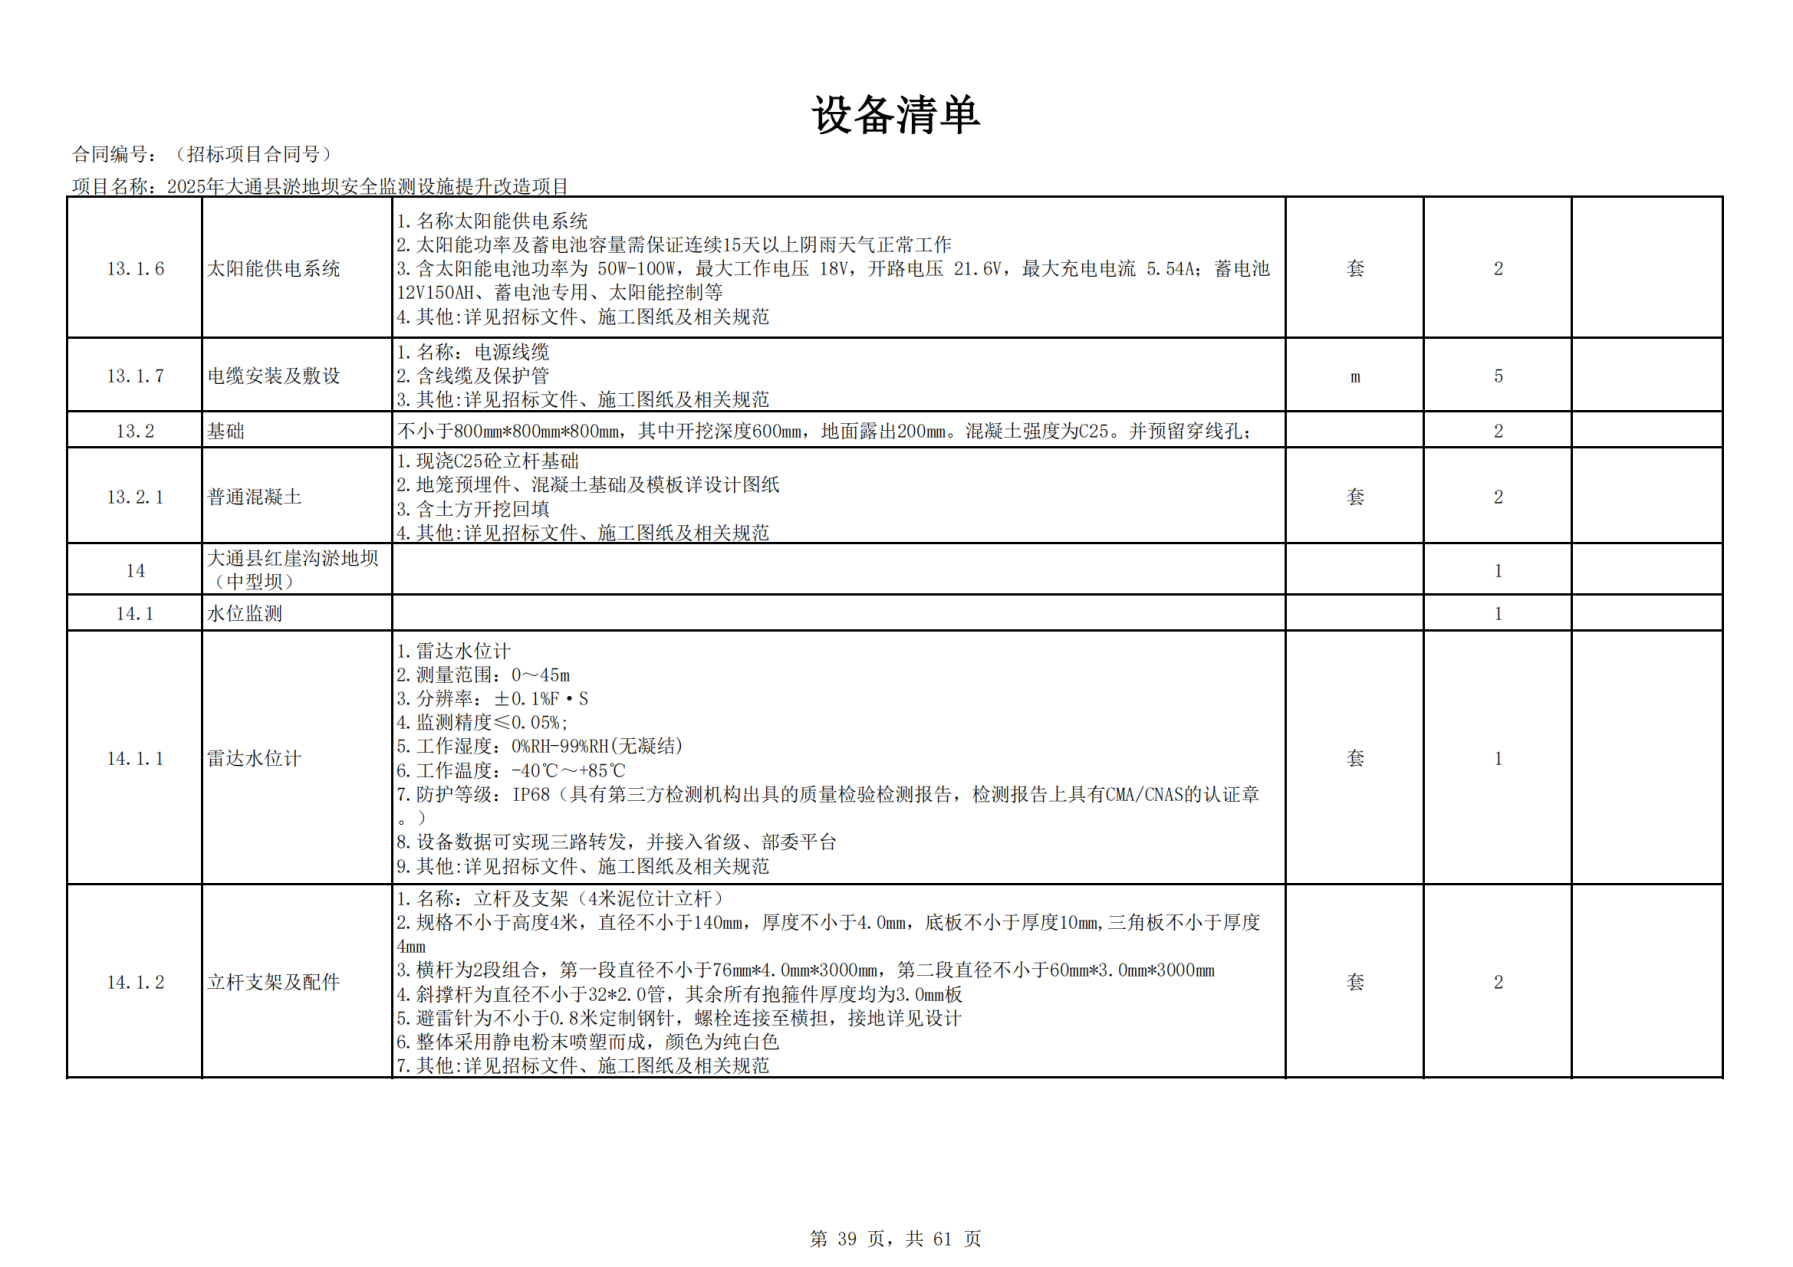 设备清单
合同编号：（招标项目合同号）
项目名称：2025年大通县淤地坝安全监测设施提升改造项目
13.1.6
太阳能供电系统
1.名称太阳能供电系统
2.太阳能功率及蓄电池容量需保证连续15天以上阴雨天气正常工作
3.含太阳能电池功率为 50W-100W，最大工作电压 18V，开路电压 21.6V，最大充电电流 5.54A；蓄电池
12V150AH、蓄电池专用、太阳能控制等
4.其他:详见招标文件、施工图纸及相关规范
套
2
13.1.7
电缆安装及敷设
1.名称：电源线缆
2.含线缆及保护管
3.其他:详见招标文件、施工图纸及相关规范
m
5
13.2
基础
不小于800mm*800mm*800mm，其中开挖深度600mm，地面露出200mm。混凝土强度为C25。并预留穿线孔；
2
13.2.1
普通混凝土
1.现浇C25砼立杆基础
2.地笼预埋件、混凝土基础及模板详设计图纸
3.含土方开挖回填
4.其他:详见招标文件、施工图纸及相关规范
套
2
14
大通县红崖沟淤地坝
（中型坝）
1
14.1
水位监测
1
14.1.1
雷达水位计
1.雷达水位计
2.测量范围：0～45m
3.分辨率：±0.1%F·S
4.监测精度≤0.05%;
5.工作湿度：0%RH-99%RH(无凝结)
6.工作温度：-40℃～+85℃
7.防护等级：IP68（具有第三方检测机构出具的质量检验检测报告，检测报告上具有CMA/CNAS的认证章
。）
8.设备数据可实现三路转发，并接入省级、部委平台
9.其他:详见招标文件、施工图纸及相关规范
套
1
14.1.2
立杆支架及配件
1.名称：立杆及支架（4米泥位计立杆）
2.规格不小于高度4米，直径不小于140mm，厚度不小于4.0mm，底板不小于厚度10mm,三角板不小于厚度
4mm
3.横杆为2段组合，第一段直径不小于76mm*4.0mm*3000mm，第二段直径不小于60mm*3.0mm*3000mm
4.斜撑杆为直径不小于32*2.0管，其余所有抱箍件厚度均为3.0mm板
5.避雷针为不小于0.8米定制钢针，螺栓连接至横担，接地详见设计
6.整体采用静电粉末喷塑而成，颜色为纯白色
7.其他:详见招标文件、施工图纸及相关规范
套
2
第 39 页，共 61 页